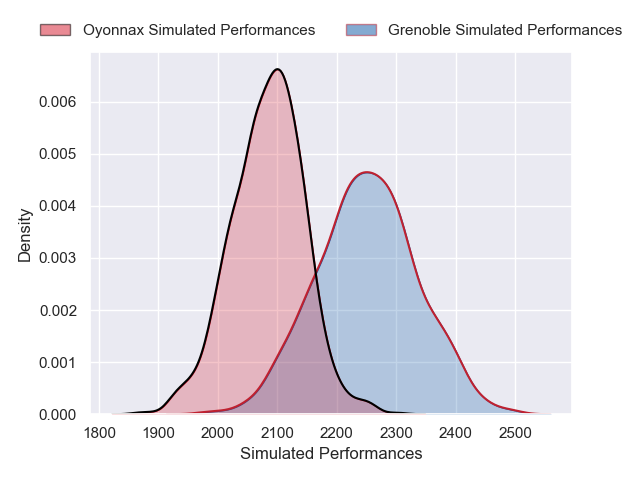 Oyonnax Simulated Performances Grenoble Simulated Performances
Density
0.006
0.005
0.004
0.003
0.002
0.001
0.000
1800 1900 2000 2100 2200 2300 2400 2500
Simulated Performances